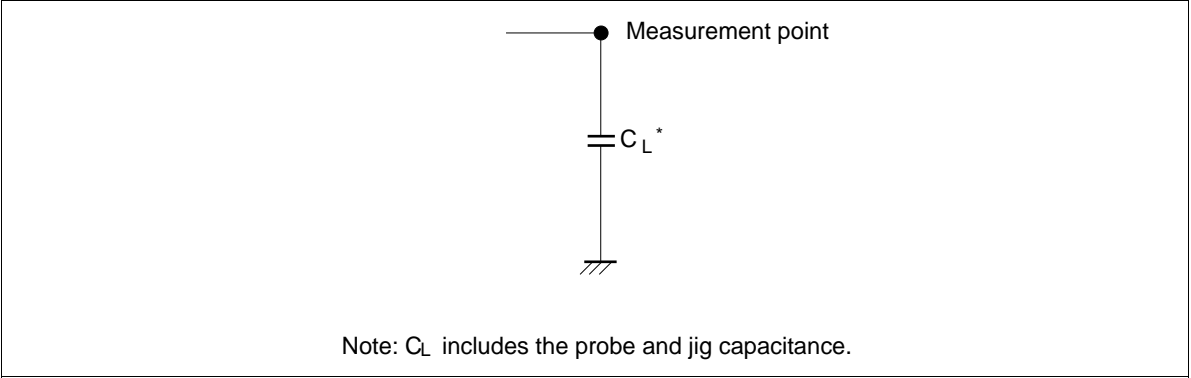 Measurement point
CL*
Note: CL includes the probe and jig capacitance.